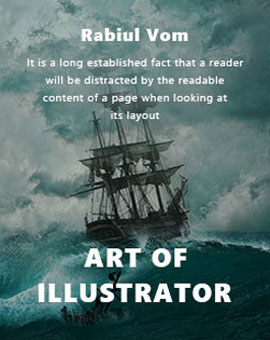 Rabiul Vom
It is a long established fact that a reader
will be distracted by the readable
content of a page when looking at
its layout
ART OF
ILLUSTRATOR